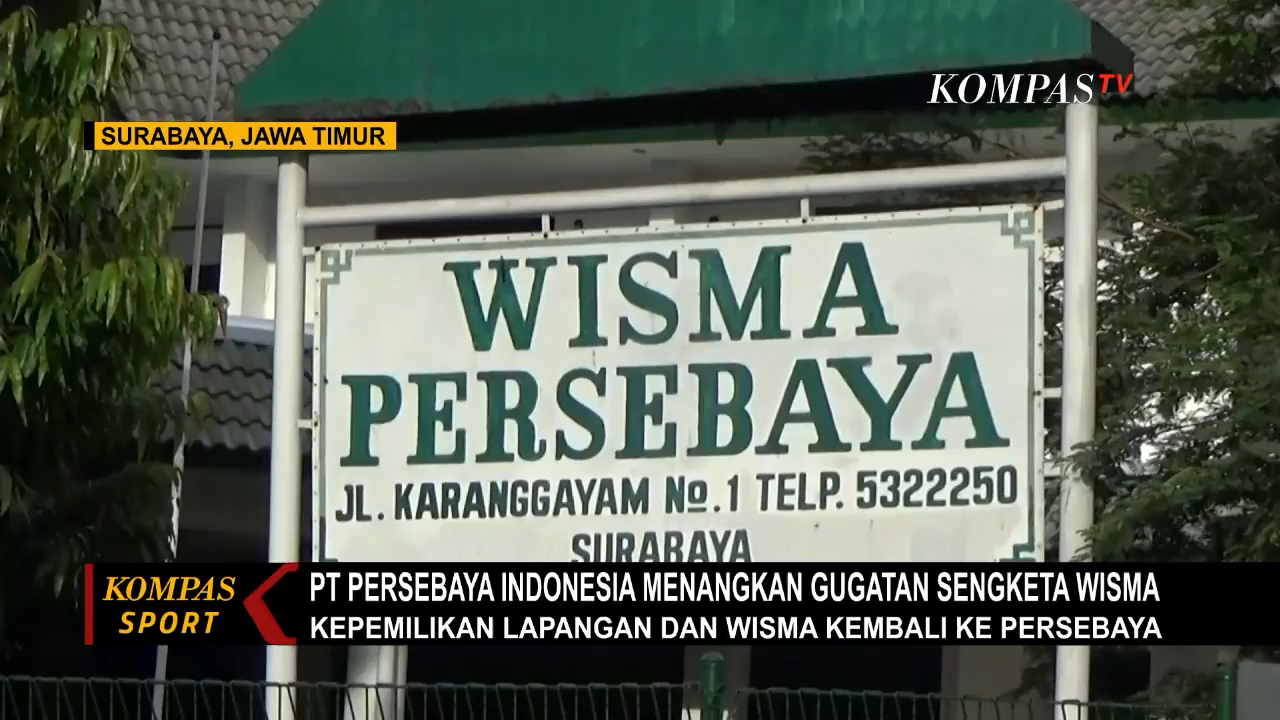 KOMPASTV
SURABAYA, JAWA TIMUR
WISMA
PERSEBAYA
JL. KARANGGAYAM No.1 TELP. 5322250
SURABAYA
KOMPAS
SPORT
PT PERSEBAYA INDONESIA MENANGKAN GUGATAN SENGKETA WISMA
KEPEMILIKAN LAPANGAN DAN WISMA KEMBALI KE PERSEBAYA